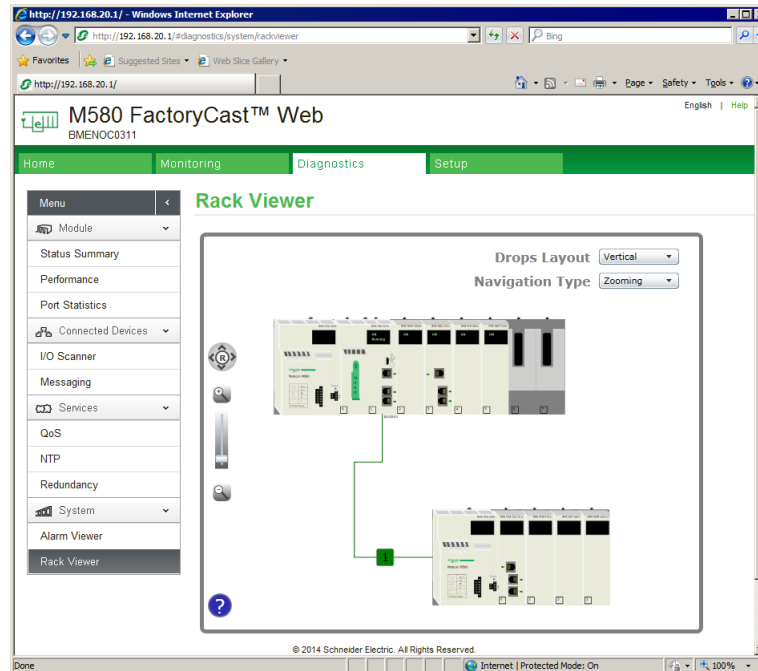 http://192.168.20.1/ - Windows Internet Explorer
http://192.168.20.1/#diagnostics/system/rackviewer
Bing
Favorites
Suggested Sites
Web Slice Gallery
http://192.168.20.1/
Page
Safety
Tools
English | Help
M580 FactoryCast™ Web
BMENOC0311
Home
Monitoring
Diagnostics
Setup
Menu
Rack Viewer
Module
Status Summary
Performance
Port Statistics
Connected Devices
I/O Scanner
Messaging
Services
QoS
NTP
Redundancy
System
Alarm Viewer
Rack Viewer
Drops Layout Vertical
Navigation Type Zooming
R
1
?
© 2014 Schneider Electric. All Rights Reserved.
Done
Internet | Protected Mode: On
100%